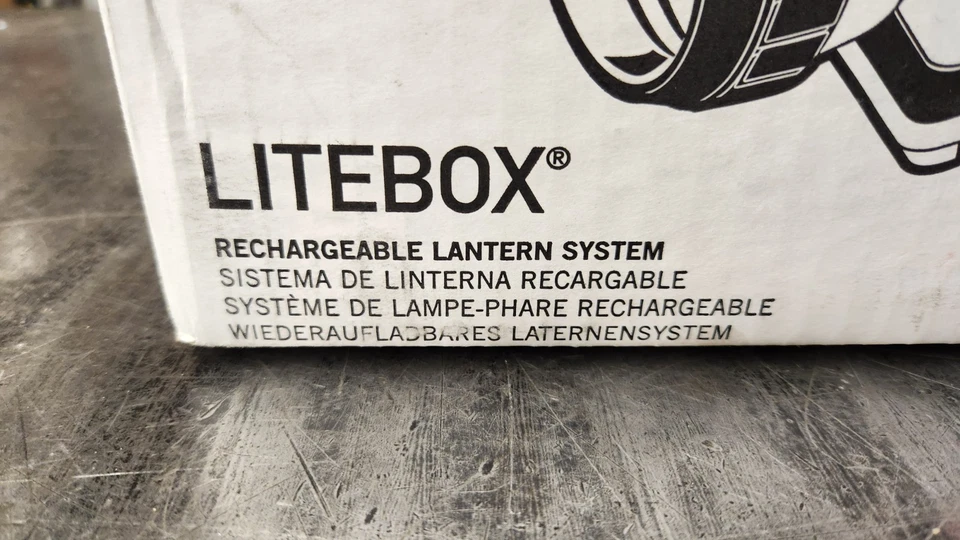 LITEBOX®
RECHARGEABLE LANTERN SYSTEM
SISTEMA DE LINTERNA RECARGABLE
SYSTÈME DE LAMPE-PHARE RECHARGEABLE
WIEDERAUFLADBARES LATERNENSYSTEM